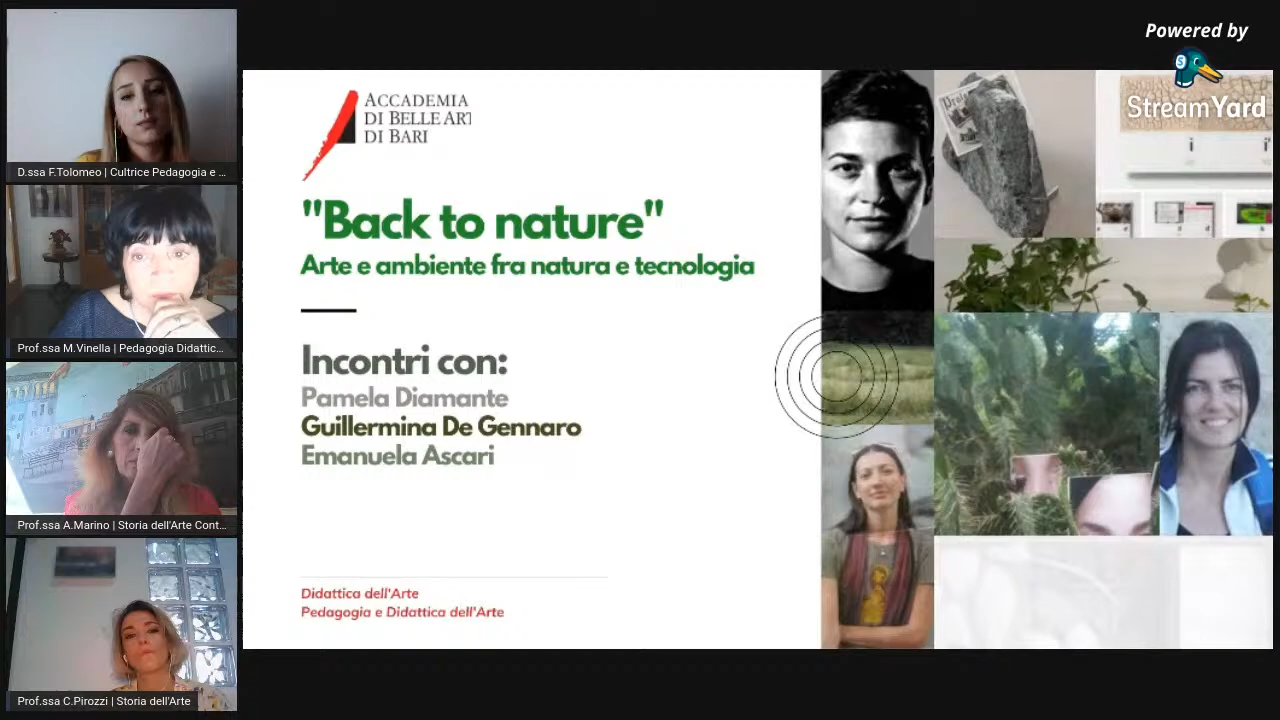 D.ssa F.Tolomeo | Cultrice Pedagogia e ...
Prof.ssa M.Vinella | Pedagogia Didattic...
Prof.ssa A.Marino | Storia dell'Arte Cont...
Prof.ssa C.Pirozzi | Storia dell'Arte
ACCADEMIA
DI BELLE ART
DI BARI
"Back to nature"
Arte e ambiente fra natura e tecnologia
Incontri con:
Pamela Diamante
Guillermina De Gennaro
Emanuela Ascari
Didattica dell'Arte
Pedagogia e Didattica dell'Arte
Powered by
StreamYard